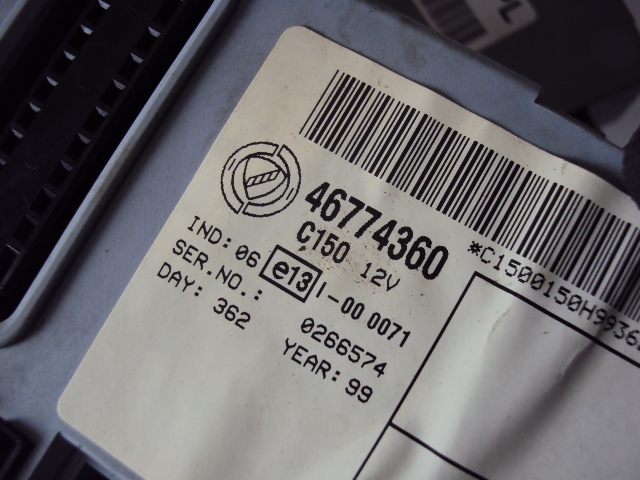 46774360
C150 12V
*C1500150H9936
IND: 06 e13 I-00 0071
SER.NO.: 0266574
DAY: 362 YEAR: 99